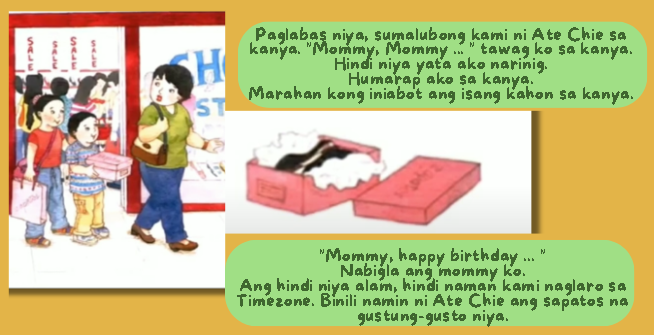 SALE
SALE
SALE
SALE
Paglabas niya, sumalubong kami ni Ate Chie sa
kanya. "Mommy, Mommy ... " tawag ko sa kanya.
Hindi niya yata ako narinig.
Humarap ako sa kanya.
Marahan kong iniabot ang isang kahon sa kanya.
"Mommy, happy birthday ... "
Nabigla ang mommy ko.
Ang hindi niya alam, hindi naman kami naglaro sa
Timezone. Binili namin ni Ate Chie ang sapatos na
gustung-gusto niya.